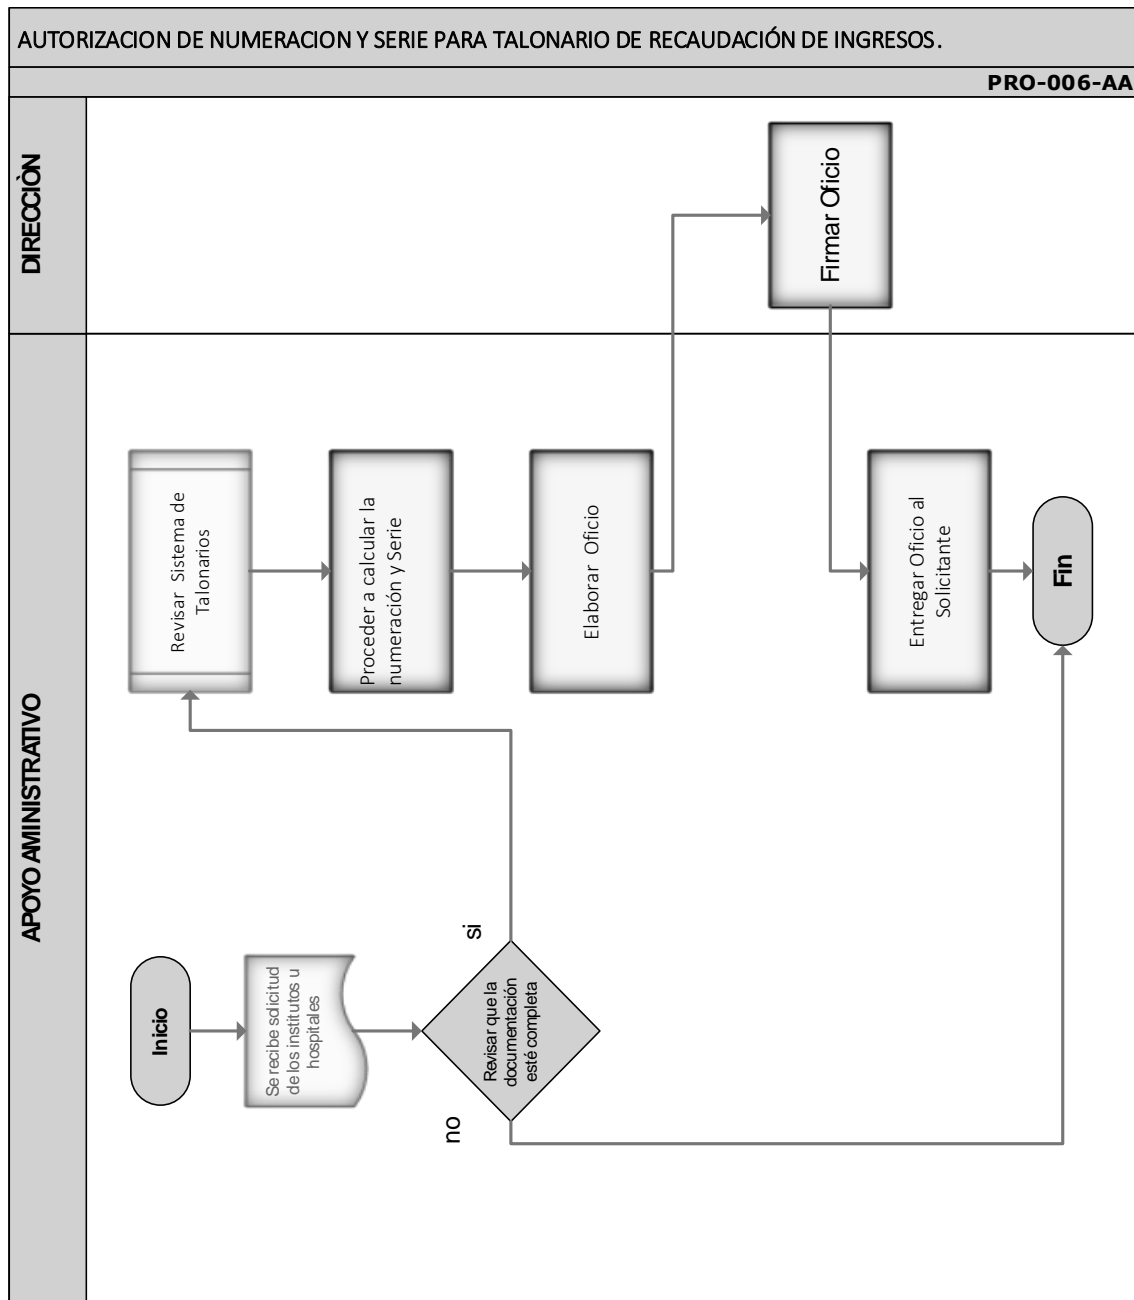 AUTORIZACION DE NUMERACION Y SERIE PARA TALONARIO DE RECAUDACIÓN DE INGRESOS.
PRO-006-AA
DIRECCIÒN
APOYO AMINISTRATIVO
Inicio
Se recibe solicitud
de los institutos u
hospitales
Revisar que la
documentación
esté completa
si
no
Revisar Sistema de
Talonarios
Proceder a calcular la
numeración y Serie
Elaborar Oficio
Firmar Oficio
Entregar Oficio al
Solicitante
Fin